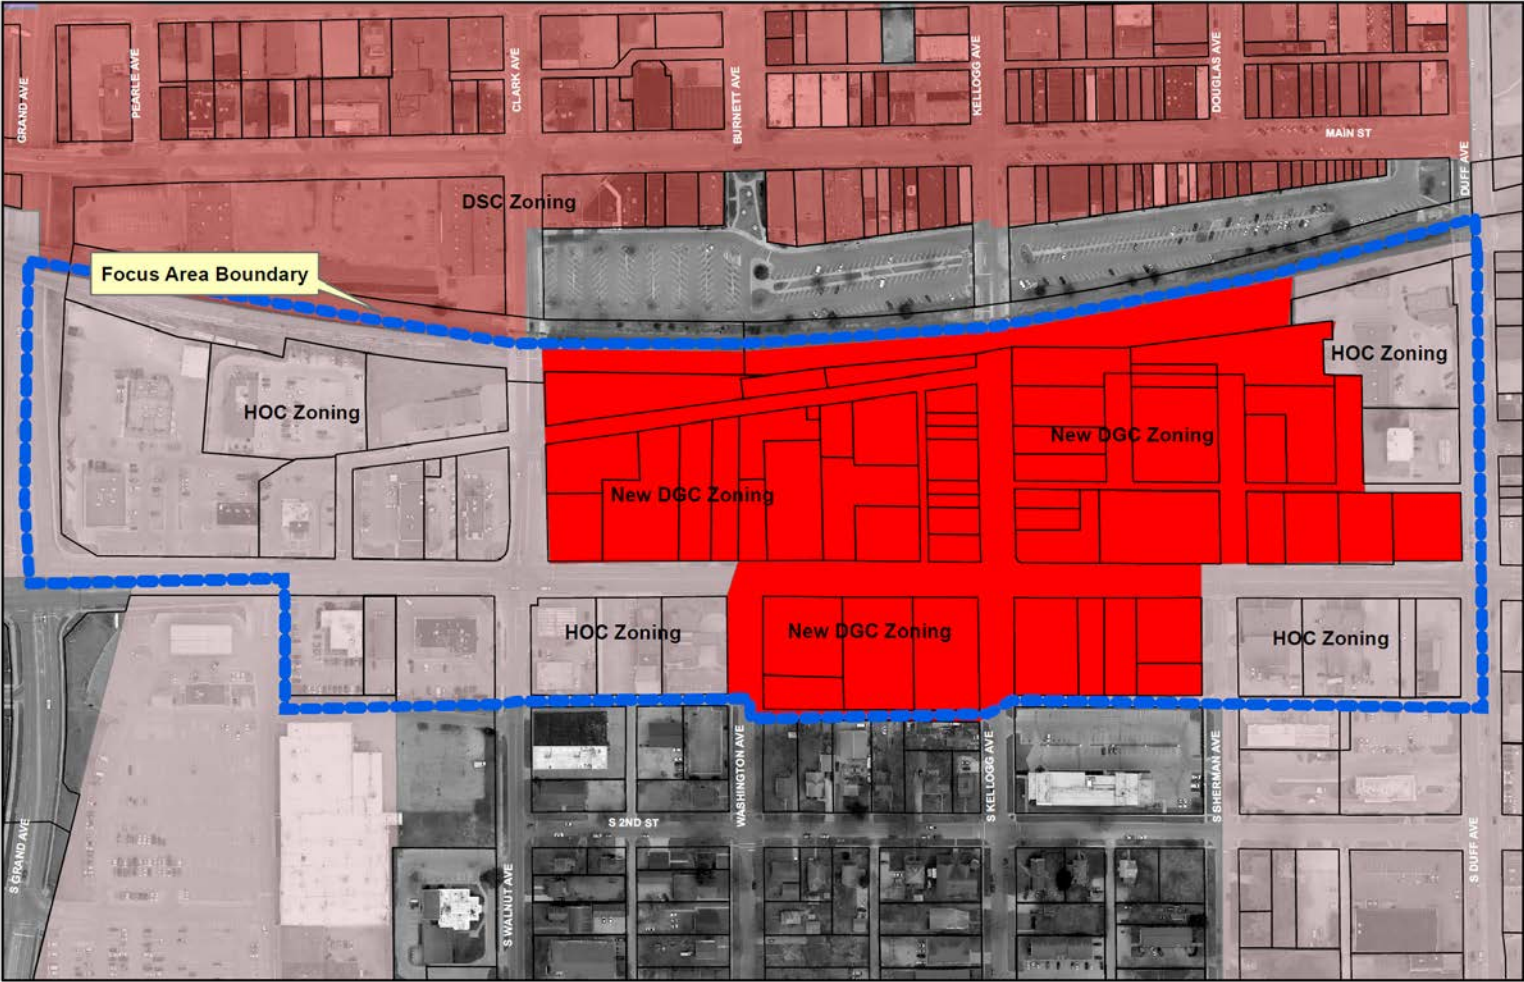 GRAND AVE
PEARLE AVE
CLARK AVE
BURNETT AVE
KELLOGG AVE
DOUGLAS AVE
MAIN ST
DUFF AVE
DSC Zoning
Focus Area Boundary
HOC Zoning
HOC Zoning
New DGC Zoning
New DGC Zoning
HOC Zoning
New DGC Zoning
HOC Zoning
S GRAND AVE
S WALNUT AVE
S 2ND ST
WASHINGTON AVE
S KELLOGG AVE
S SHERMAN AVE
S DUFF AVE